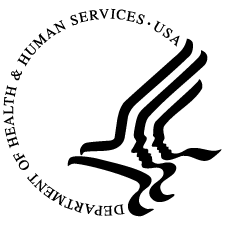 DEPARTMENT OF HEALTH & HUMAN SERVICES · USA